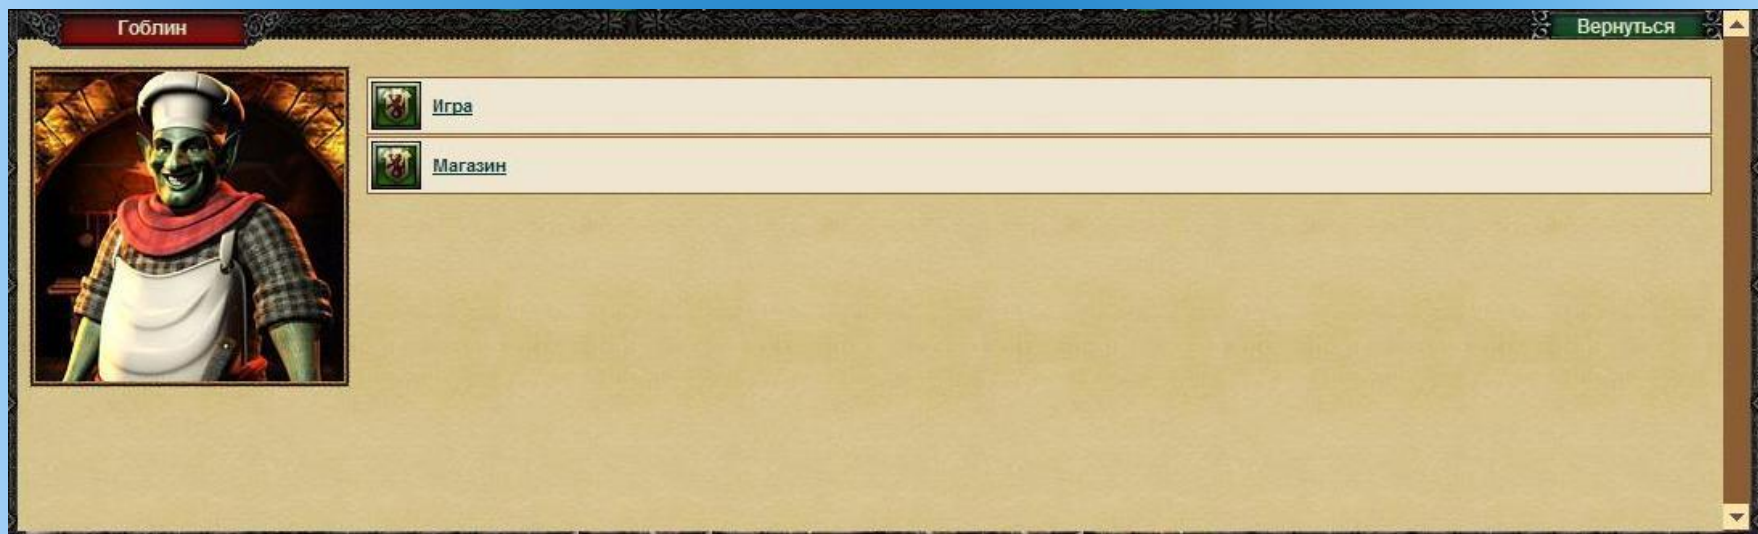 Гоблин
Вернуться
Игра
Магазин